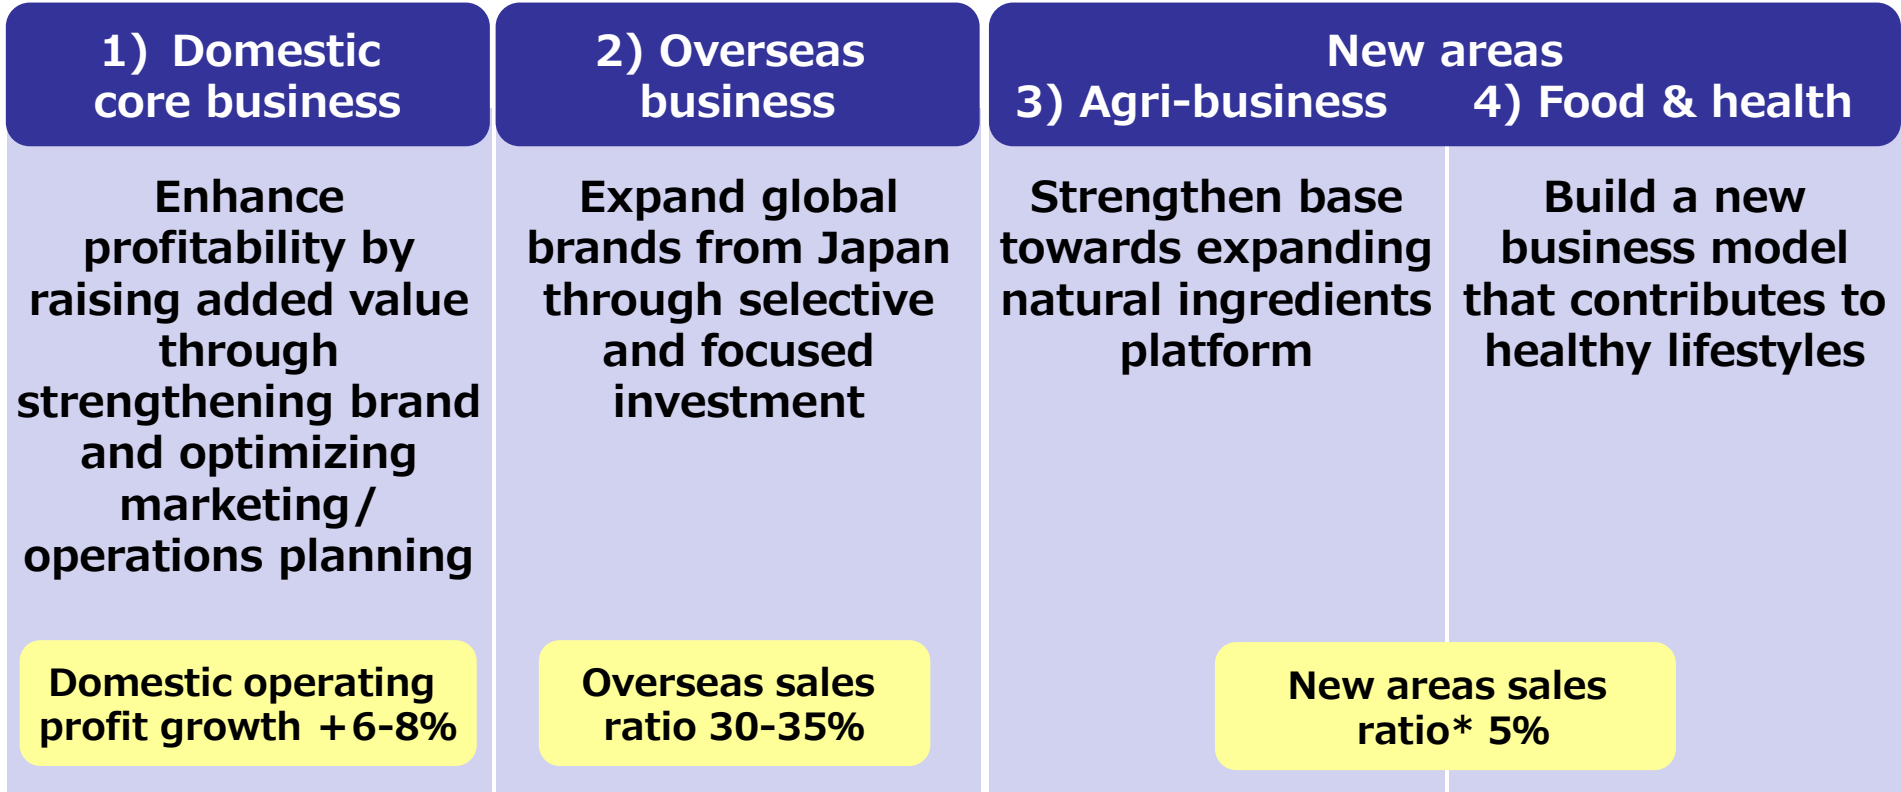 1) Domestic
core business
2) Overseas
business
New areas
3) Agri-business
4) Food & health
Enhance
profitability by
raising added value
through
strengthening brand
and optimizing
marketing/
operations planning
Expand global
brands from Japan
through selective
and focused
investment
Strengthen base
towards expanding
natural ingredients
platform
Build a new
business model
that contributes to
healthy lifestyles
Domestic operating
profit growth +6-8%
Overseas sales
ratio 30-35%
New areas sales
ratio* 5%